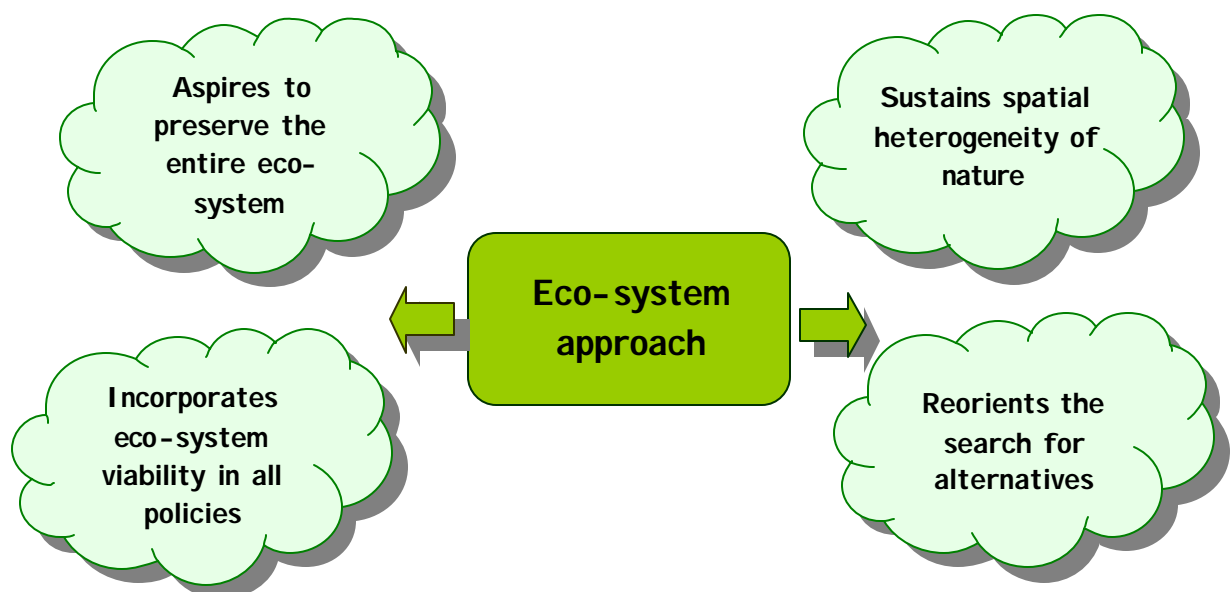 Aspires to
preserve the
entire eco-
system
Sustains spatial
heterogeneity of
nature
Eco-system
approach
Incorporates
eco-system
viability in all
policies
Reorients the
search for
alternatives